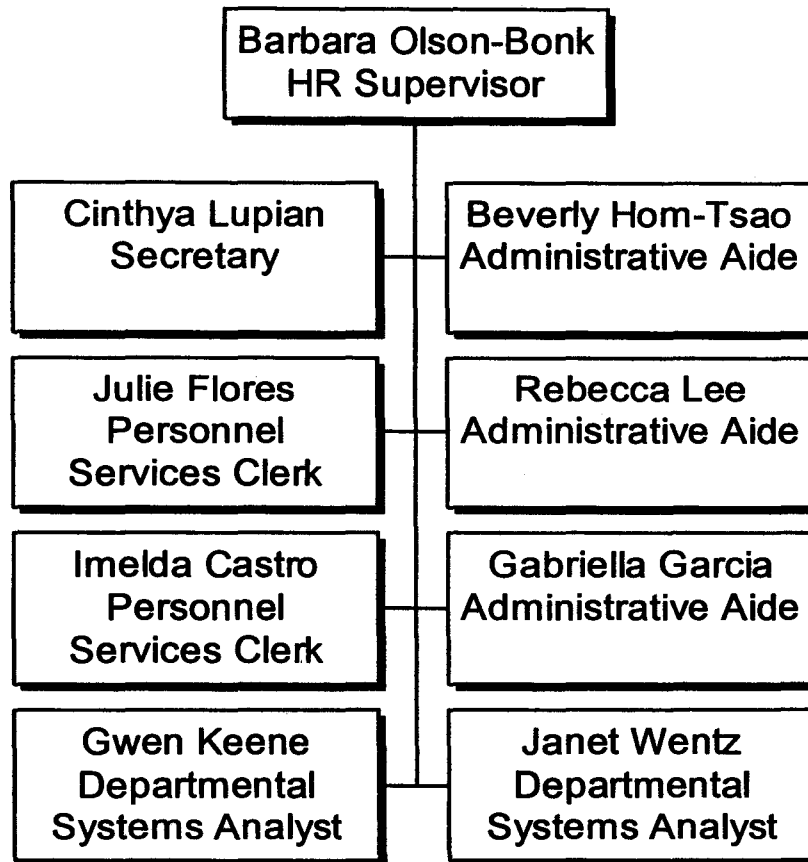 Barbara Olson-Bonk
HR Supervisor
Cinthya Lupian
Secretary
Beverly Hom-Tsao
Administrative Aide
Julie Flores
Personnel
Services Clerk
Rebecca Lee
Administrative Aide
Imelda Castro
Personnel
Services Clerk
Gabriella Garcia
Administrative Aide
Gwen Keene
Departmental
Systems Analyst
Janet Wentz
Departmental
Systems Analyst